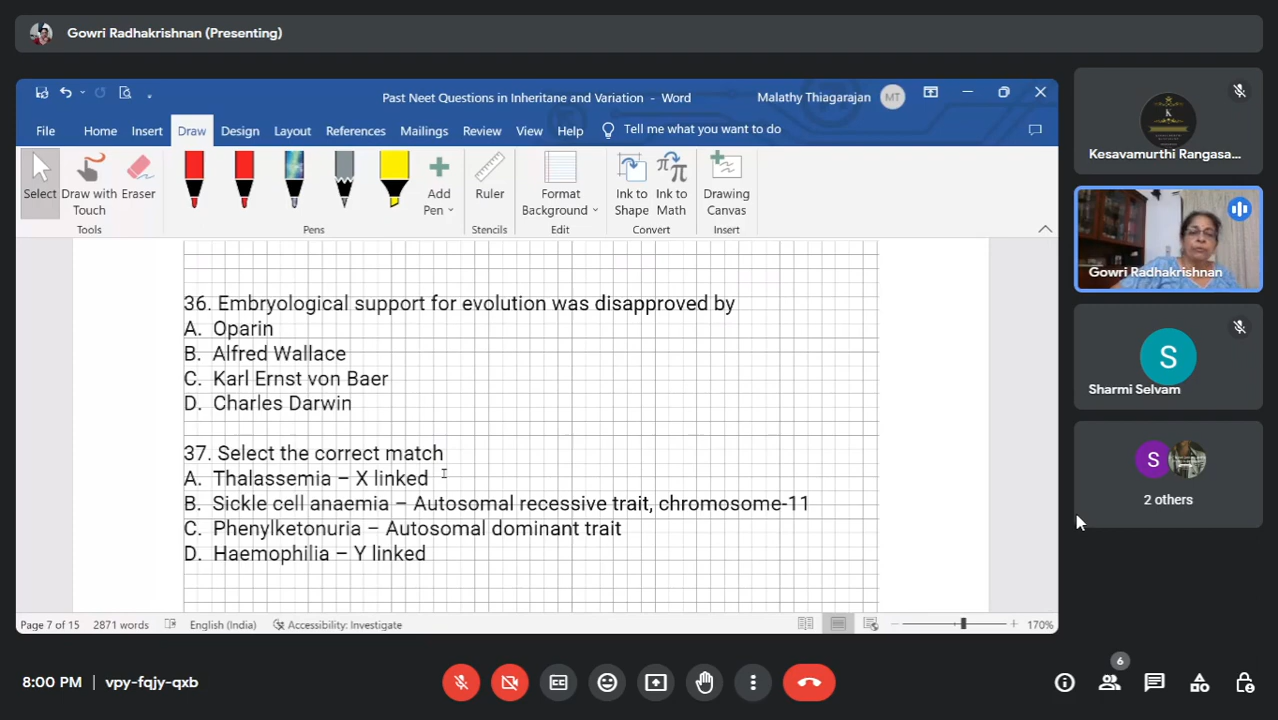 Gowri Radhakrishnan (Presenting)
Past Neet Questions in Inheritane and Variation - Word
Malathy Thiagarajan
MT
File Home Insert Draw Design Layout References Mailings Review View Help Tell me what you want to do
Select
Draw with Touch
Eraser
Add Pen
Ruler
Format Background
Ink to Shape
Ink to Math
Drawing Canvas
Tools
Pens
Stencils
Edit
Convert
Insert
36. Embryological support for evolution was disapproved by
A. Oparin
B. Alfred Wallace
C. Karl Ernst von Baer
D. Charles Darwin
37. Select the correct match
A. Thalassemia – X linked
B. Sickle cell anaemia – Autosomal recessive trait, chromosome-11
C. Phenylketonuria – Autosomal dominant trait
D. Haemophilia – Y linked
Page 7 of 15 2871 words English (India) Accessibility: Investigate 170%
K
Kesavamurthi Rangasa...
Gowri Radhakrishnan
S
Sharmi Selvam
S
2 others
8:00 PM | vpy-fqjy-qxb
CC
6